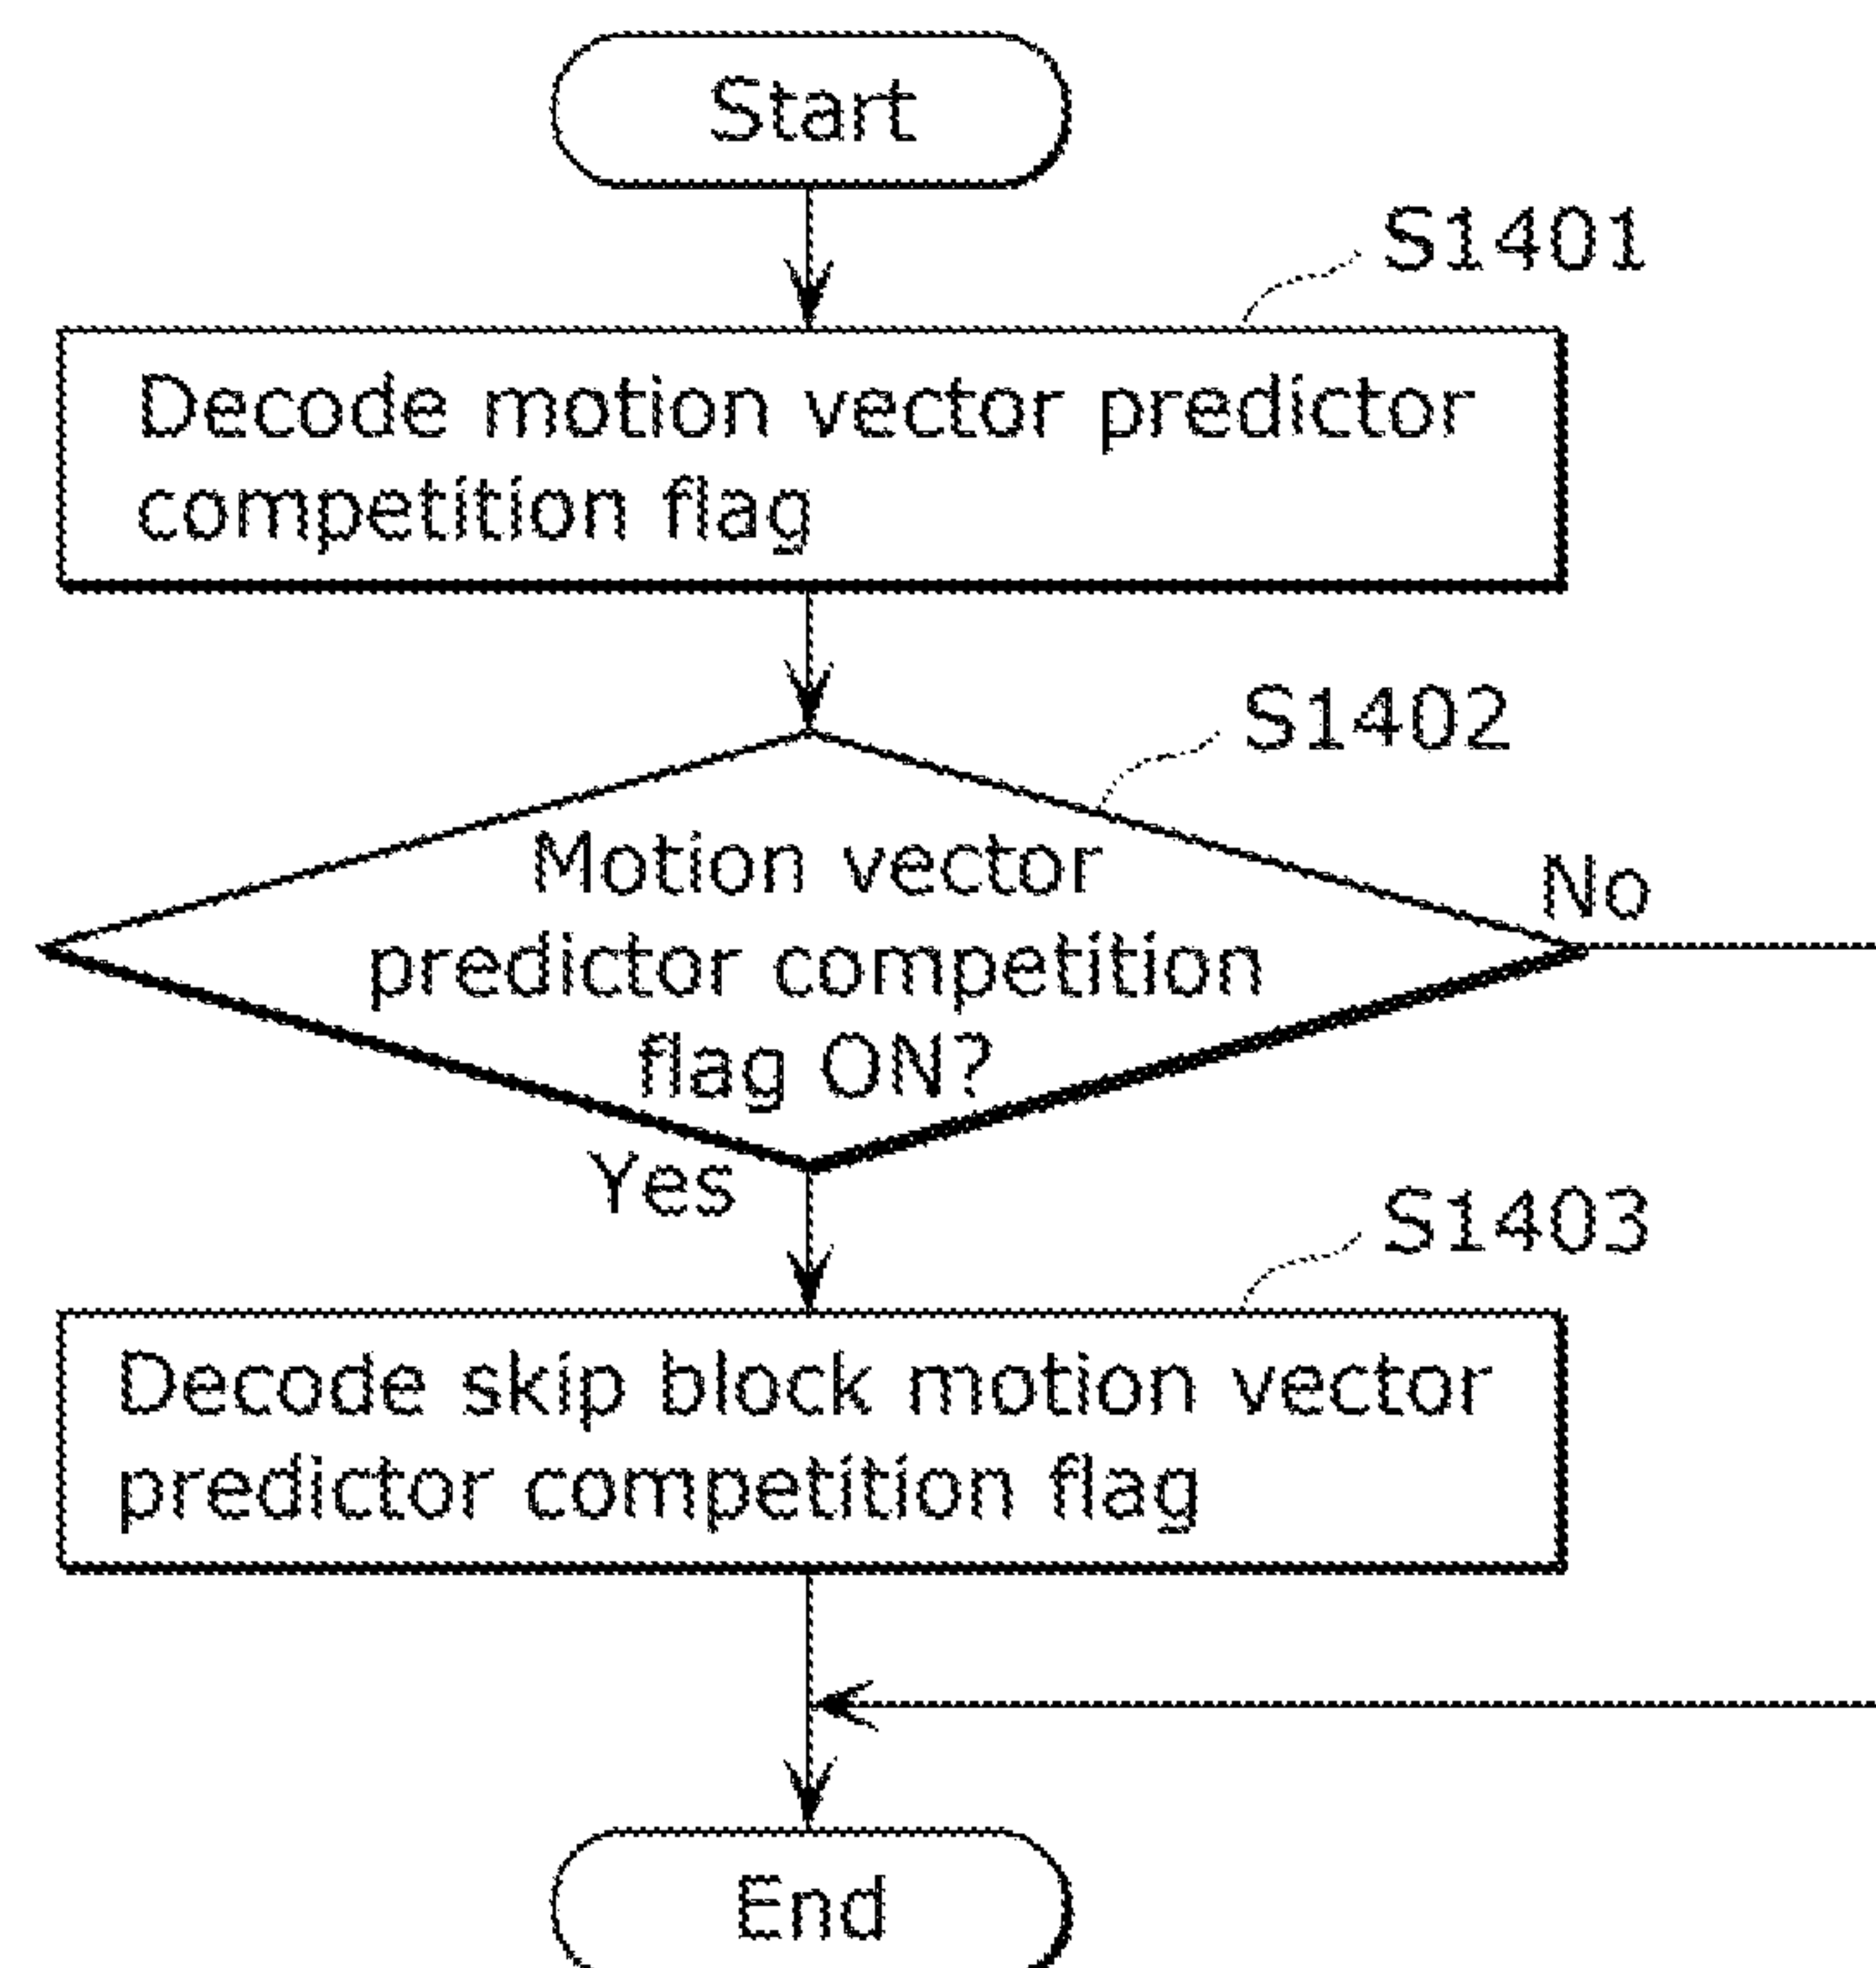 Start
S1401
Decode motion vector predictor
competition flag
S1402
Motion vector
predictor competition
flag ON?
No
Yes
S1403
Decode skip block motion vector
predictor competition flag
End